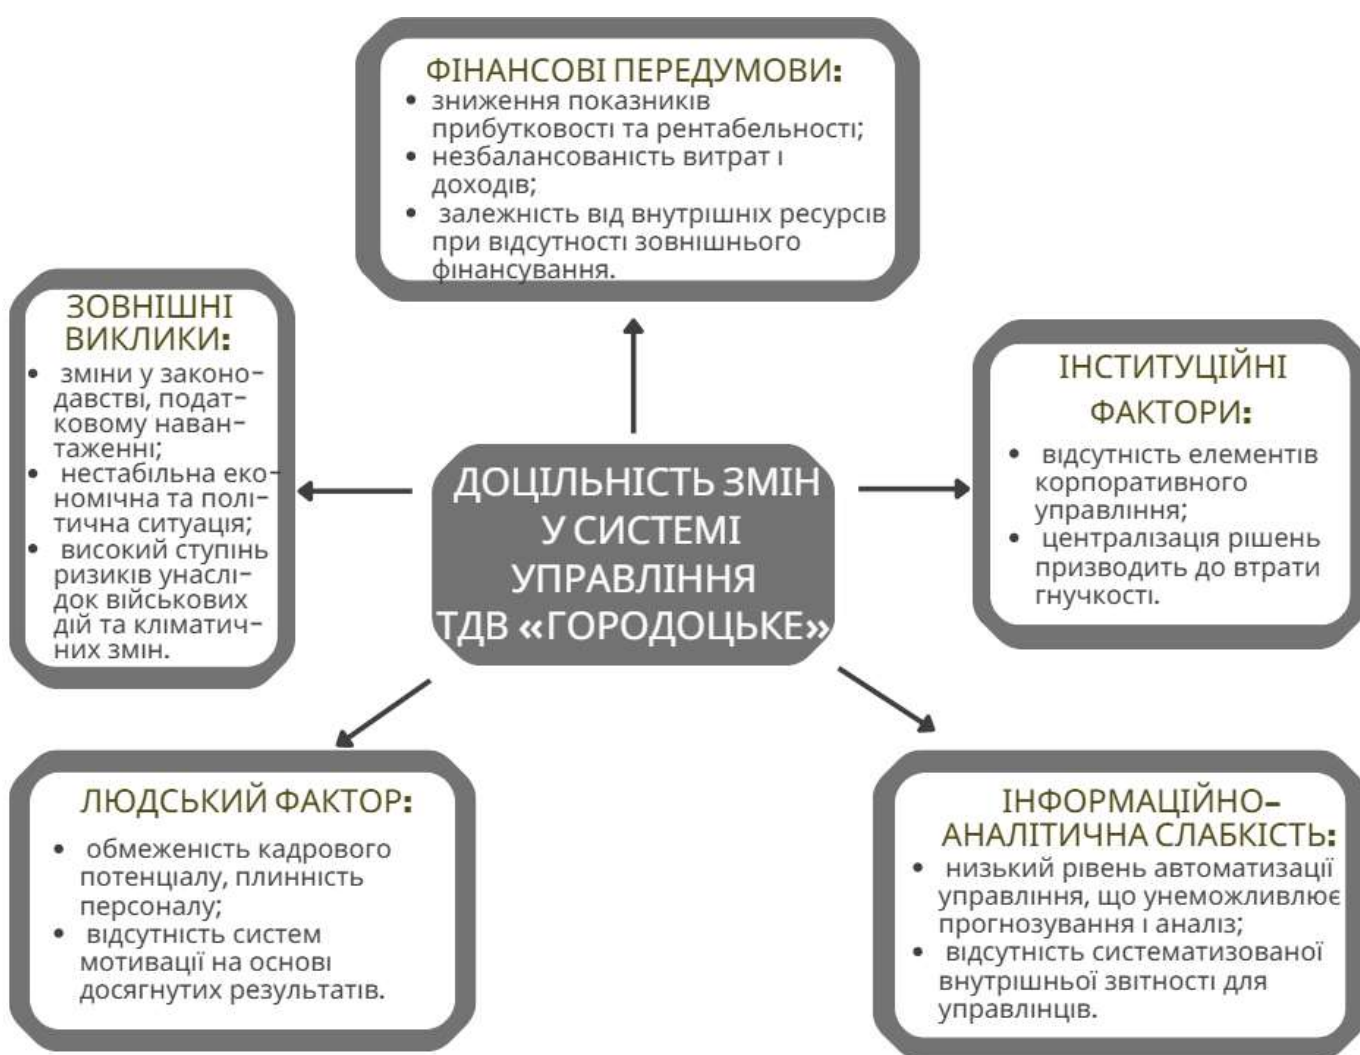 ФІНАНСОВІ ПЕРЕДУМОВИ:
• зниження показників
прибутковості та рентабельності;
• незбалансованість витрат і
доходів;
• залежність від внутрішніх ресурсів
при відсутності зовнішнього
фінансування.
ЗОВНІШНІ
ВИКЛИКИ:
• зміни у законо-
давстві, подат-
ковому наван-
таженні;
• нестабільна еко-
номічна та полі-
тична ситуація;
• високий ступінь
ризиків унаслі-
док військових
дій та кліматич-
них змін.
ІНСТИТУЦІЙНІ
ФАКТОРИ:
• відсутність елементів
корпоративного
управління;
• централізація рішень
призводить до втрати
гнучкості.
ДОЦІЛЬНІСТЬ ЗМІН
У СИСТЕМІ
УПРАВЛІННЯ
ТДВ «ГОРОДОЦЬКЕ»
ЛЮДСЬКИЙ ФАКТОР:
• обмеженість кадрового
потенціалу, плинність
персоналу;
• відсутність систем
мотивації на основі
досягнутих результатів.
ІНФОРМАЦІЙНО-
АНАЛІТИЧНА СЛАБКІСТЬ:
• низький рівень автоматизації
управління, що унеможливлює
прогнозування і аналіз;
• відсутність систематизованої
внутрішньої звітності для
управлінців.